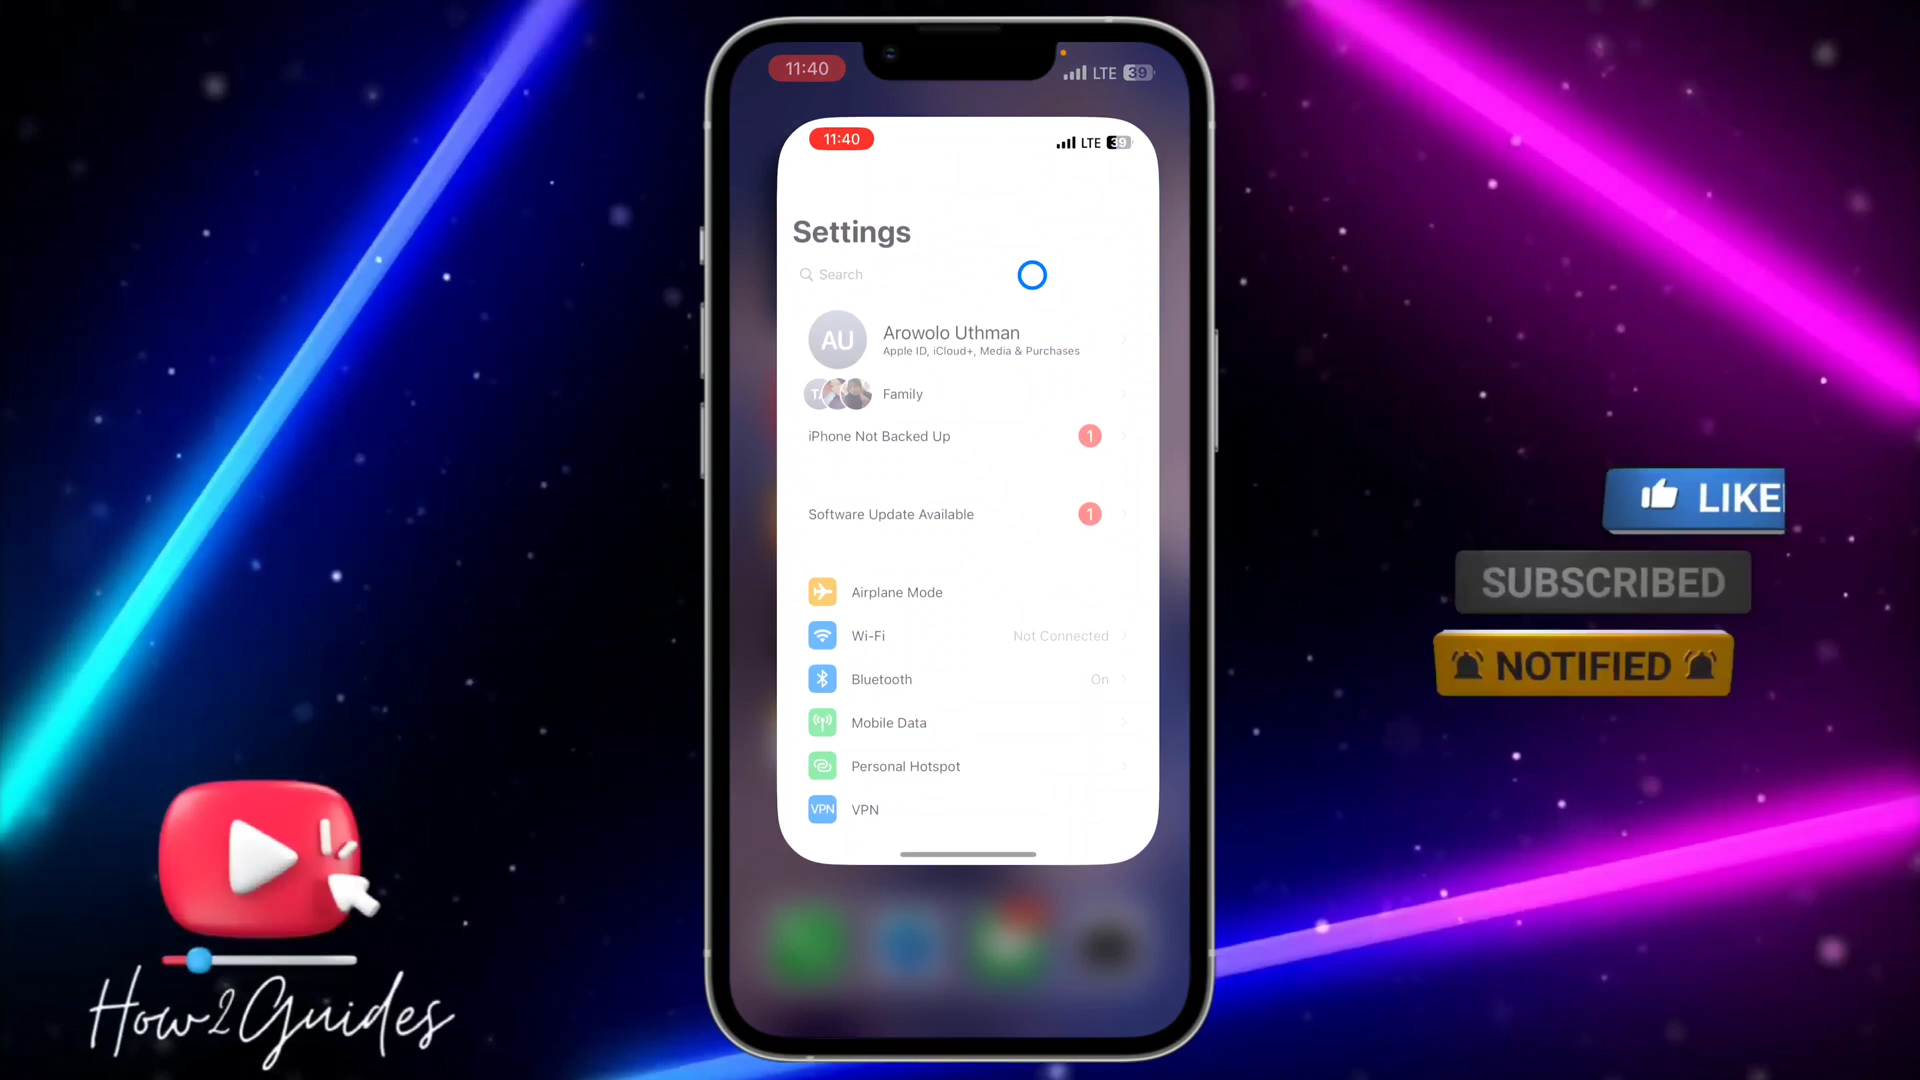 11:40
LTE 39
11:40
LTE 39
Settings
Search
AU
Arowolo Uthman
Apple ID, iCloud+, Media & Purchases
Family
iPhone Not Backed Up 1
Software Update Available 1
Airplane Mode
Wi-Fi Not Connected
Bluetooth On
Mobile Data
Personal Hotspot
VPN VPN
LIKE
SUBSCRIBED
NOTIFIED
How2Guides